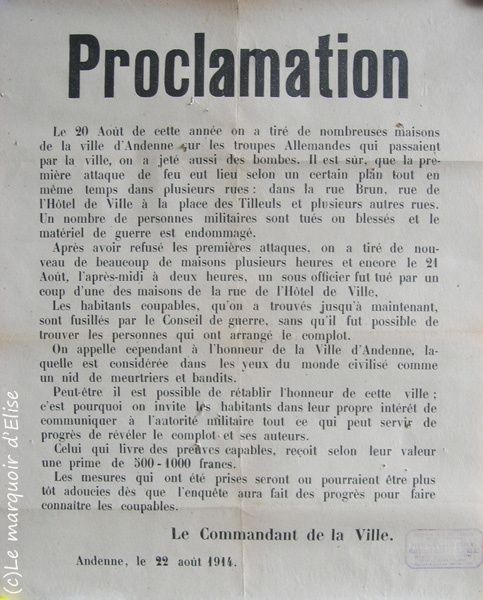 Proclamation
Le 20 Août de cette année on a tiré de nombreuses maisons
de la ville d'Andenne sur les troupes Allemandes qui passaient
par la ville, on a jeté aussi des bombes. Il est sûr, que la pre-
mière attaque de feu eut lieu selon un certain plan tout en
même temps dans plusieurs rues : dans la rue Brun, rue de
l'Hôtel de Ville à la place des Tilleuls et plusieurs autres rues.
Un nombre de personnes militaires sont tués ou blessés et le
matériel de guerre est endommagé.
Après avoir refusé les premières attaques, on a tiré de nou-
veau de beaucoup de maisons plusieurs heures et encore le 21
Août, l'après-midi à deux heures, un sous officier fut tué par un
coup d'une des maisons de la rue de l'Hôtel de Ville,
Les habitants coupables, qu'on a trouvés jusqu'à maintenant,
sont fusillés par le Conseil de guerre, sans qu'il fut possible de
trouver les personnes qui ont arrangé le complot.
On appelle cependant à l'honneur de la Ville d'Andenne, la-
quelle est considérée dans les yeux du monde civilisé comme
un nid de meurtriers et bandits.
Peut-être il est possible de rétablir l'honneur de cette ville ;
c'est pourquoi on invite les habitants dans leur propre intérêt de
communiquer à l'autorité militaire tout ce qui peut servir de
progrès de révéler le complot et ses auteurs.
Celui qui livre des preuves capables, reçoit selon leur valeur
une prime de 500-1000 francs.
Les mesures qui ont été prises seront ou pourraient être plus
tôt adoucies dès que l'enquête aura fait des progrès pour faire
connaître les coupables.
Le Commandant de la Ville.
Andenne, le 22 août 1914.
(c)Le marquoir d'Elise